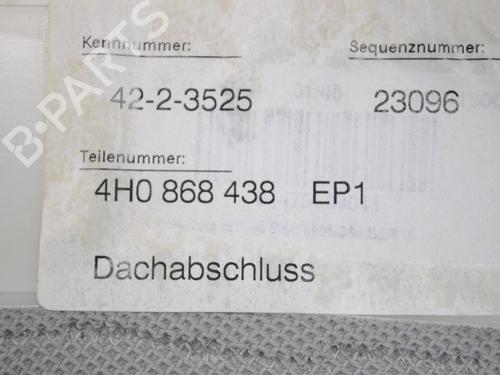 B-PARTS
Kennnummer: Sequenznummer:
42-2-3525 23096
Teilenummer:
4H0 868 438 EP1
Dachabschluss